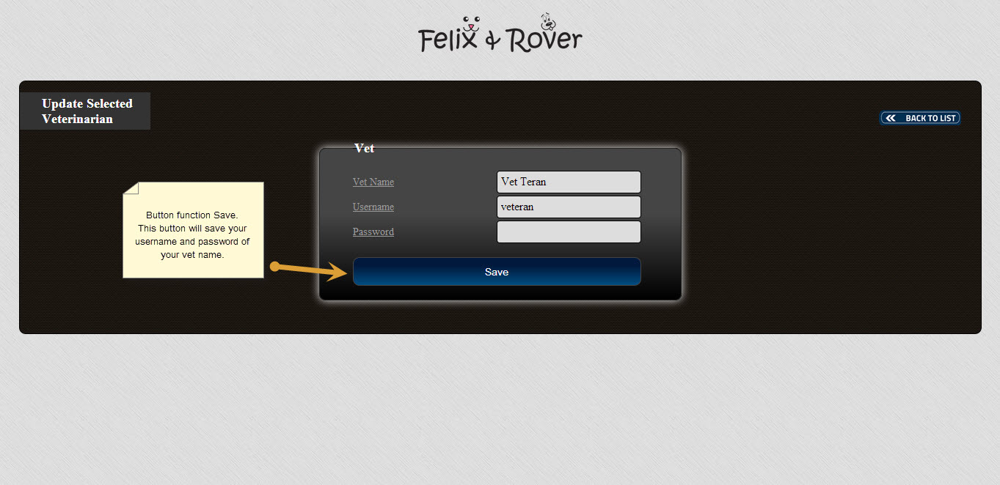 Felix & Rover
Update Selected
Veterinarian
BACK TO LIST
Vet
Vet Name
Vet Teran
Username
veteran
Password
Save
Button function Save.
This button will save your
username and password of
your vet name.